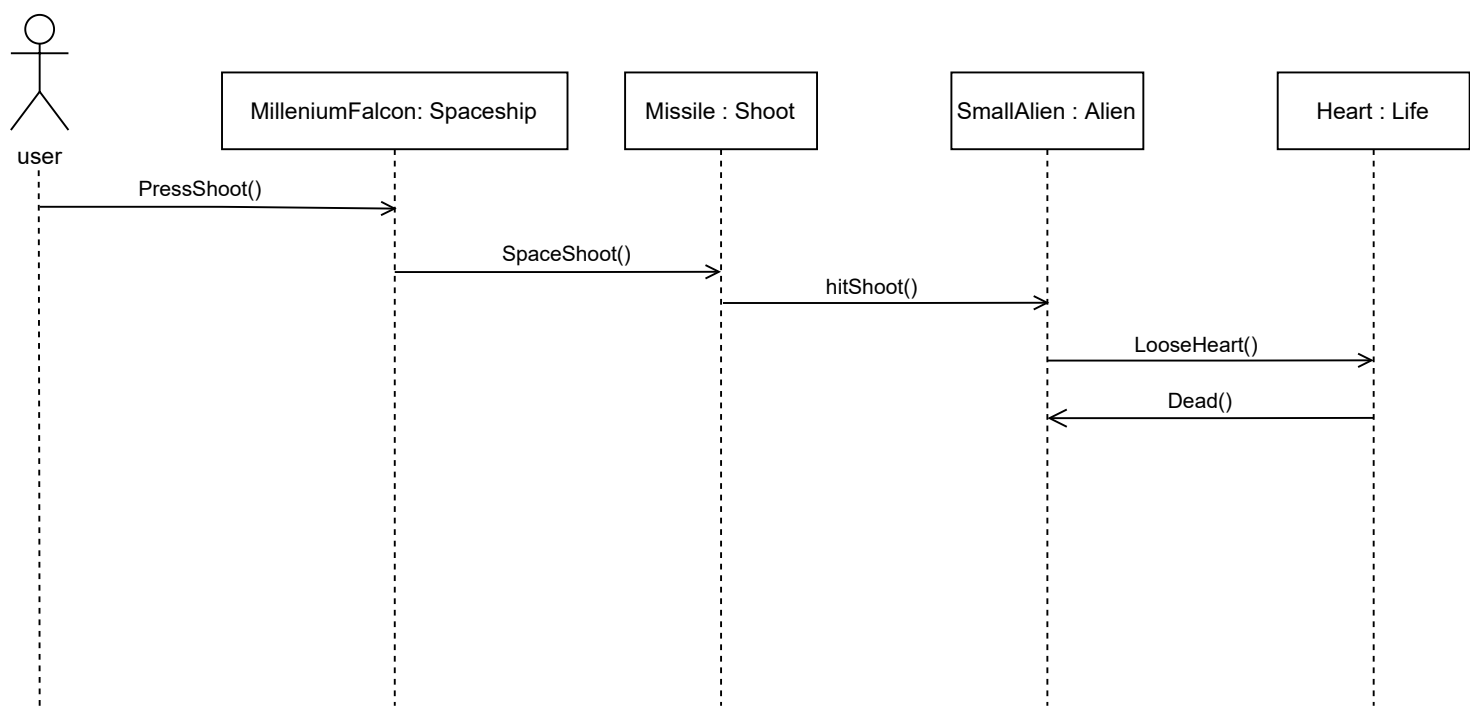 MilleniumFalcon: Spaceship
Missile : Shoot
SmallAlien : Alien
Heart : Life
user
PressShoot()
SpaceShoot()
hitShoot()
LooseHeart()
Dead()